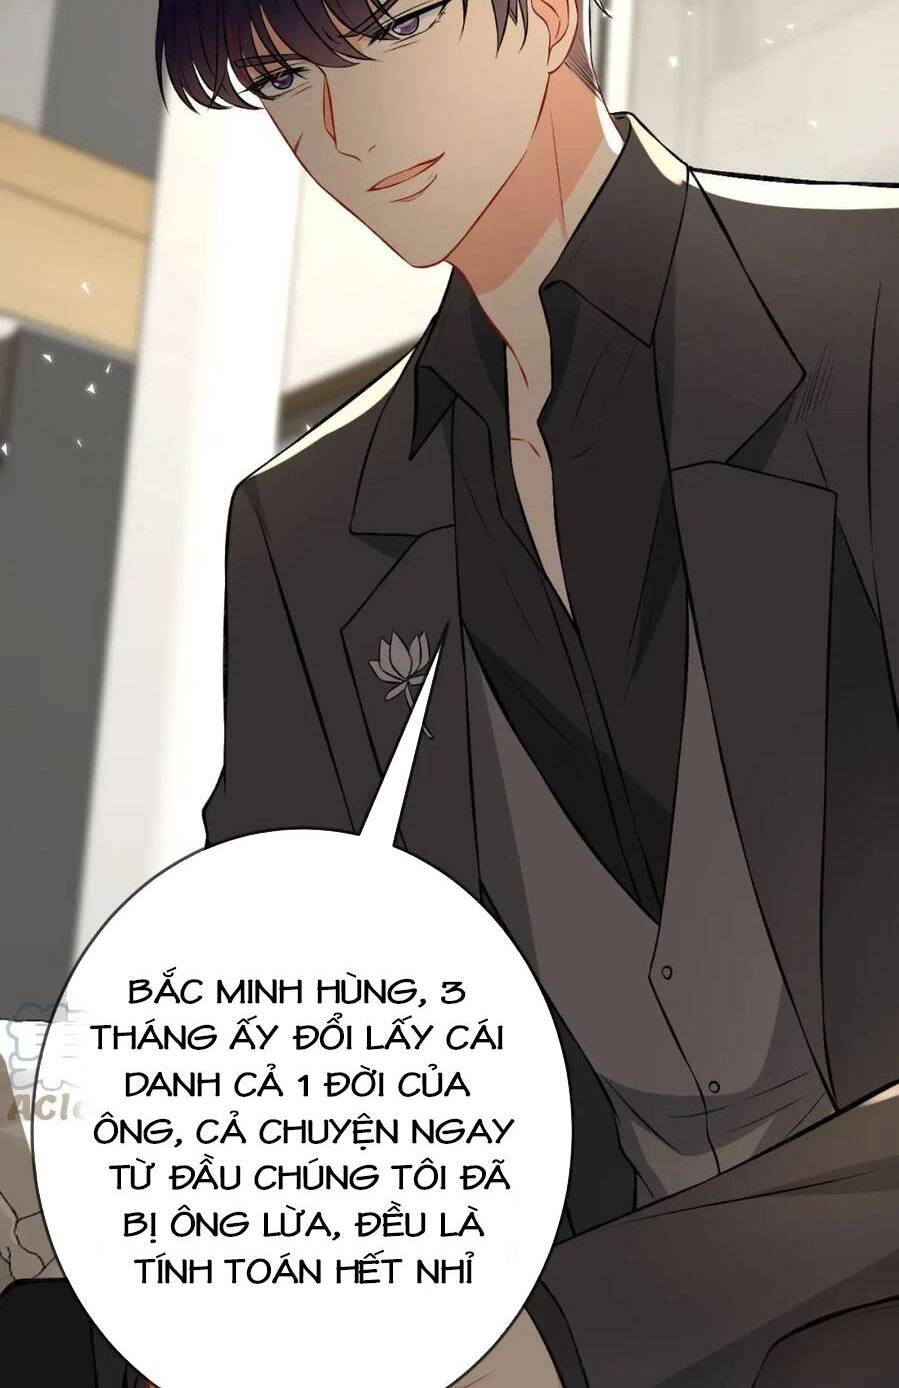 BẮC MINH HÙNG, 3
THÁNG ẤY ĐỔI LẤY CÁI
DANH CẢ 1 ĐỜI CỦA
ÔNG, CẢ CHUYỆN NGAY
TỪ ĐẦU CHÚNG TÔI ĐÃ
BỊ ÔNG LỪA, ĐỀU LÀ
TÍNH TOÁN HẾT NHỈ